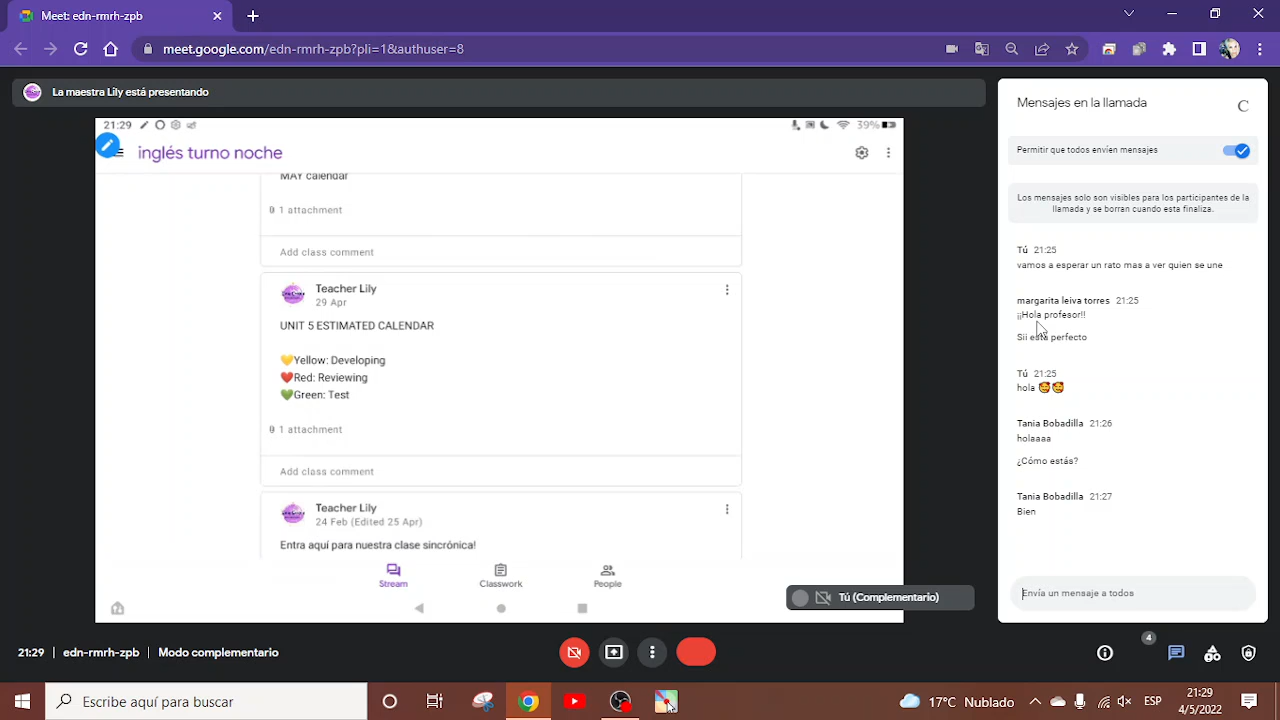 meet.google.com/edn-rmrh-zpb?pli=1&authuser=8
La maestra Lily está presentando
21:29
39%
inglés turno noche
MAY calendar
1 attachment
Add class comment
Teacher Lily
29 Apr
UNIT 5 ESTIMATED CALENDAR
💛Yellow: Developing
❤️Red: Reviewing
💚Green: Test
1 attachment
Add class comment
Teacher Lily
24 Feb (Edited 25 Apr)
Entra aquí para nuestra clase sincrónica!
Stream
Classwork
People
Tú (Complementario)
Mensajes en la llamada
C
Permitir que todos envíen mensajes
Los mensajes solo son visibles para los participantes de la
llamada y se borran cuando esta finaliza.
Tú 21:25
vamos a esperar un rato mas a ver quien se une
margarita leiva torres 21:25
¡¡Hola profesor!!
Sii está perfecto
Tú 21:25
hola 🥰🥰
Tania Bobadilla 21:26
holaaaa
¿Cómo estás?
Tania Bobadilla 21:27
Bien
Envía un mensaje a todos
21:29 | edn-rmrh-zpb | Modo complementario
4
Escribe aquí para buscar
17°C Nublado
ESP
21:29
4/5/2022